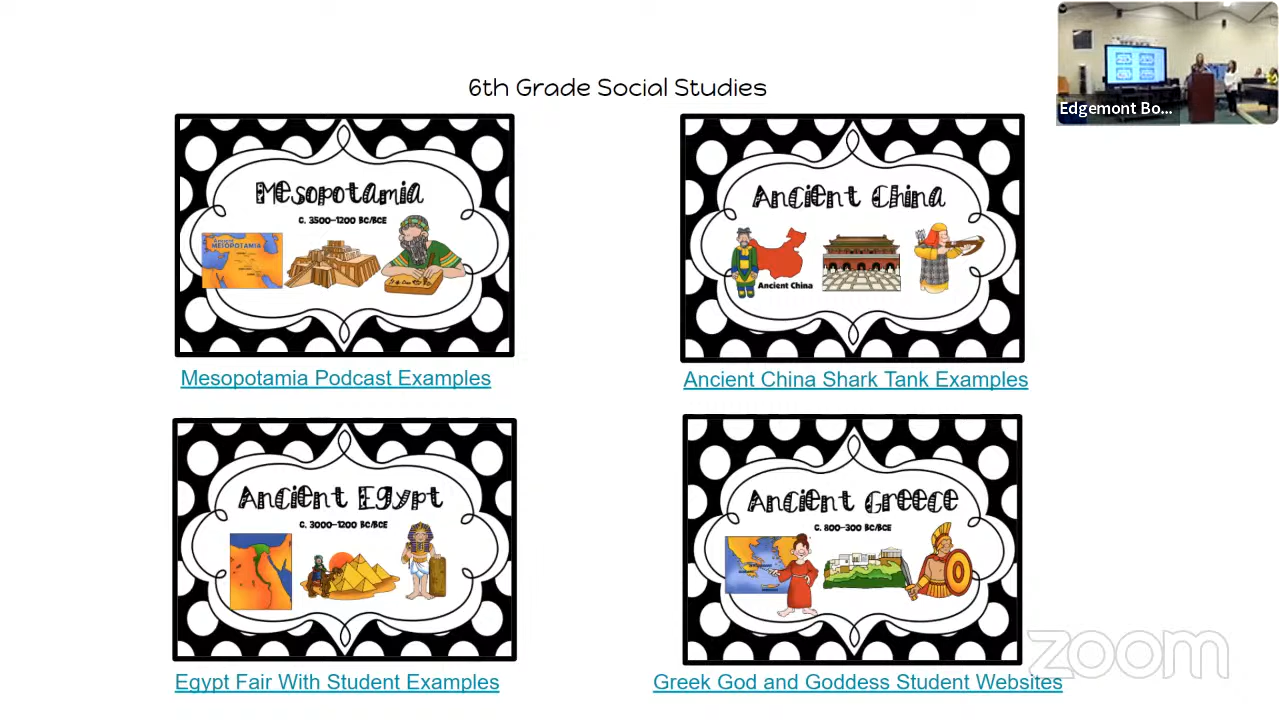 6th Grade Social Studies
Edgemont Bo...
Mesopotamia
c. 3500-1200 BC/BCE
Ancient
MESOPOTAMIA
Mesopotamia Podcast Examples
Ancient China
Ancient China
Ancient China Shark Tank Examples
Ancient Egypt
c. 3000-1200 BC/BCE
Egypt Fair With Student Examples
Ancient Greece
c. 800-300 BC/BCE
Greek God and Goddess Student Websites
zoom